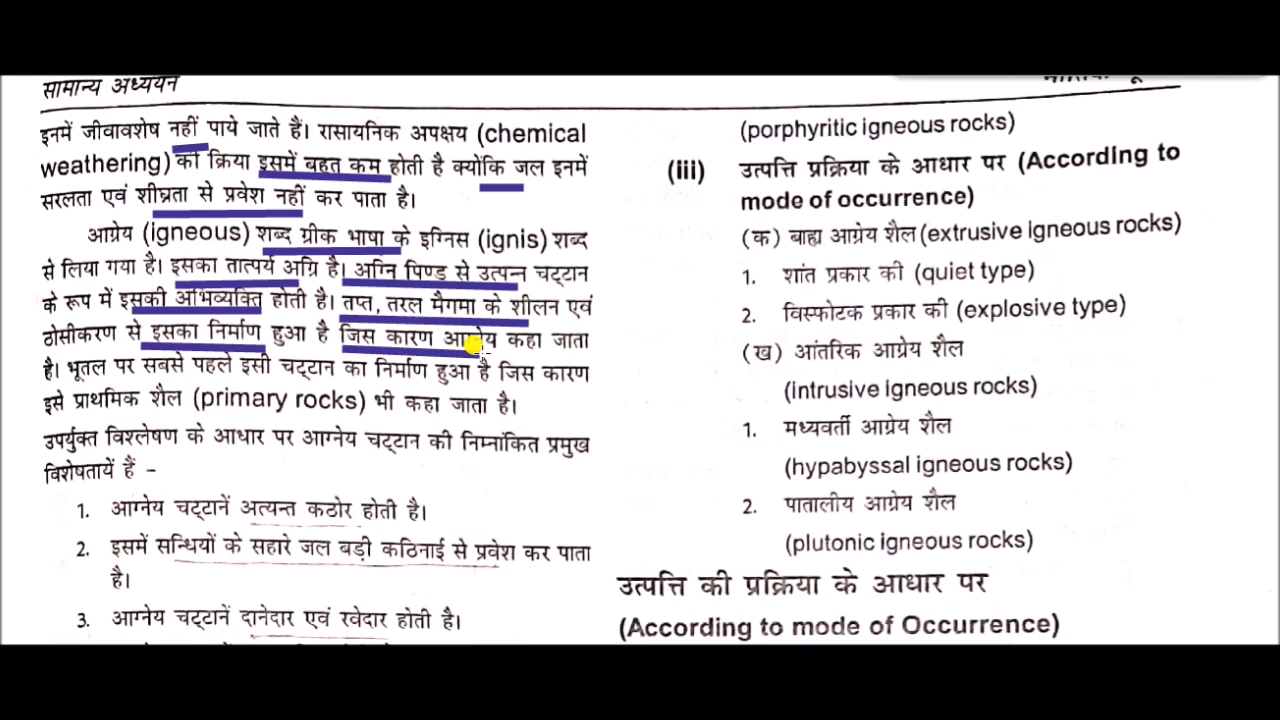 सामान्य अध्ययन
इनमें जीवावशेष नहीं पाये जाते हैं। रासायनिक अपक्षय (chemical
weathering) की क्रिया इसमें बहुत कम होती है क्योंकि जल इनमें
सरलता एवं शीघ्रता से प्रवेश नहीं कर पाता है।
आग्रेय (igneous) शब्द ग्रीक भाषा के इग्निस (ignis) शब्द
से लिया गया है। इसका तात्पर्य अग्रि है। अग्नि पिण्ड से उत्पन्न चट्टान
के रूप में इसकी अभिव्यक्ति होती है। तप्त, तरल मैगमा के शीलन एवं
ठोसीकरण से इसका निर्माण हुआ है जिस कारण आग्नेय कहा जाता
है। भूतल पर सबसे पहले इसी चट्टान का निर्माण हुआ है जिस कारण
इसे प्राथमिक शैल (primary rocks) भी कहा जाता है।
उपर्युक्त विश्लेषण के आधार पर आग्नेय चट्टान की निम्नांकित प्रमुख
विशेषतायें हैं –
1. आग्नेय चट्टानें अत्यन्त कठोर होती है।
2. इसमें सन्धियों के सहारे जल बड़ी कठिनाई से प्रवेश कर पाता
है।
3. आग्नेय चट्टानें दानेदार एवं रवेदार होती है।
(porphyritic igneous rocks)
(iii) उत्पत्ति प्रक्रिया के आधार पर (According to
mode of occurrence)
(क) बाह्य आग्रेय शैल (extrusive igneous rocks)
1. शांत प्रकार की (quiet type)
2. विस्फोटक प्रकार की (explosive type)
(ख) आंतरिक आग्रेय शैल
(intrusive igneous rocks)
1. मध्यवर्ती आग्रेय शैल
(hypabyssal igneous rocks)
2. पातालीय आग्रेय शैल
(plutonic igneous rocks)
उत्पत्ति की प्रक्रिया के आधार पर
(According to mode of Occurrence)